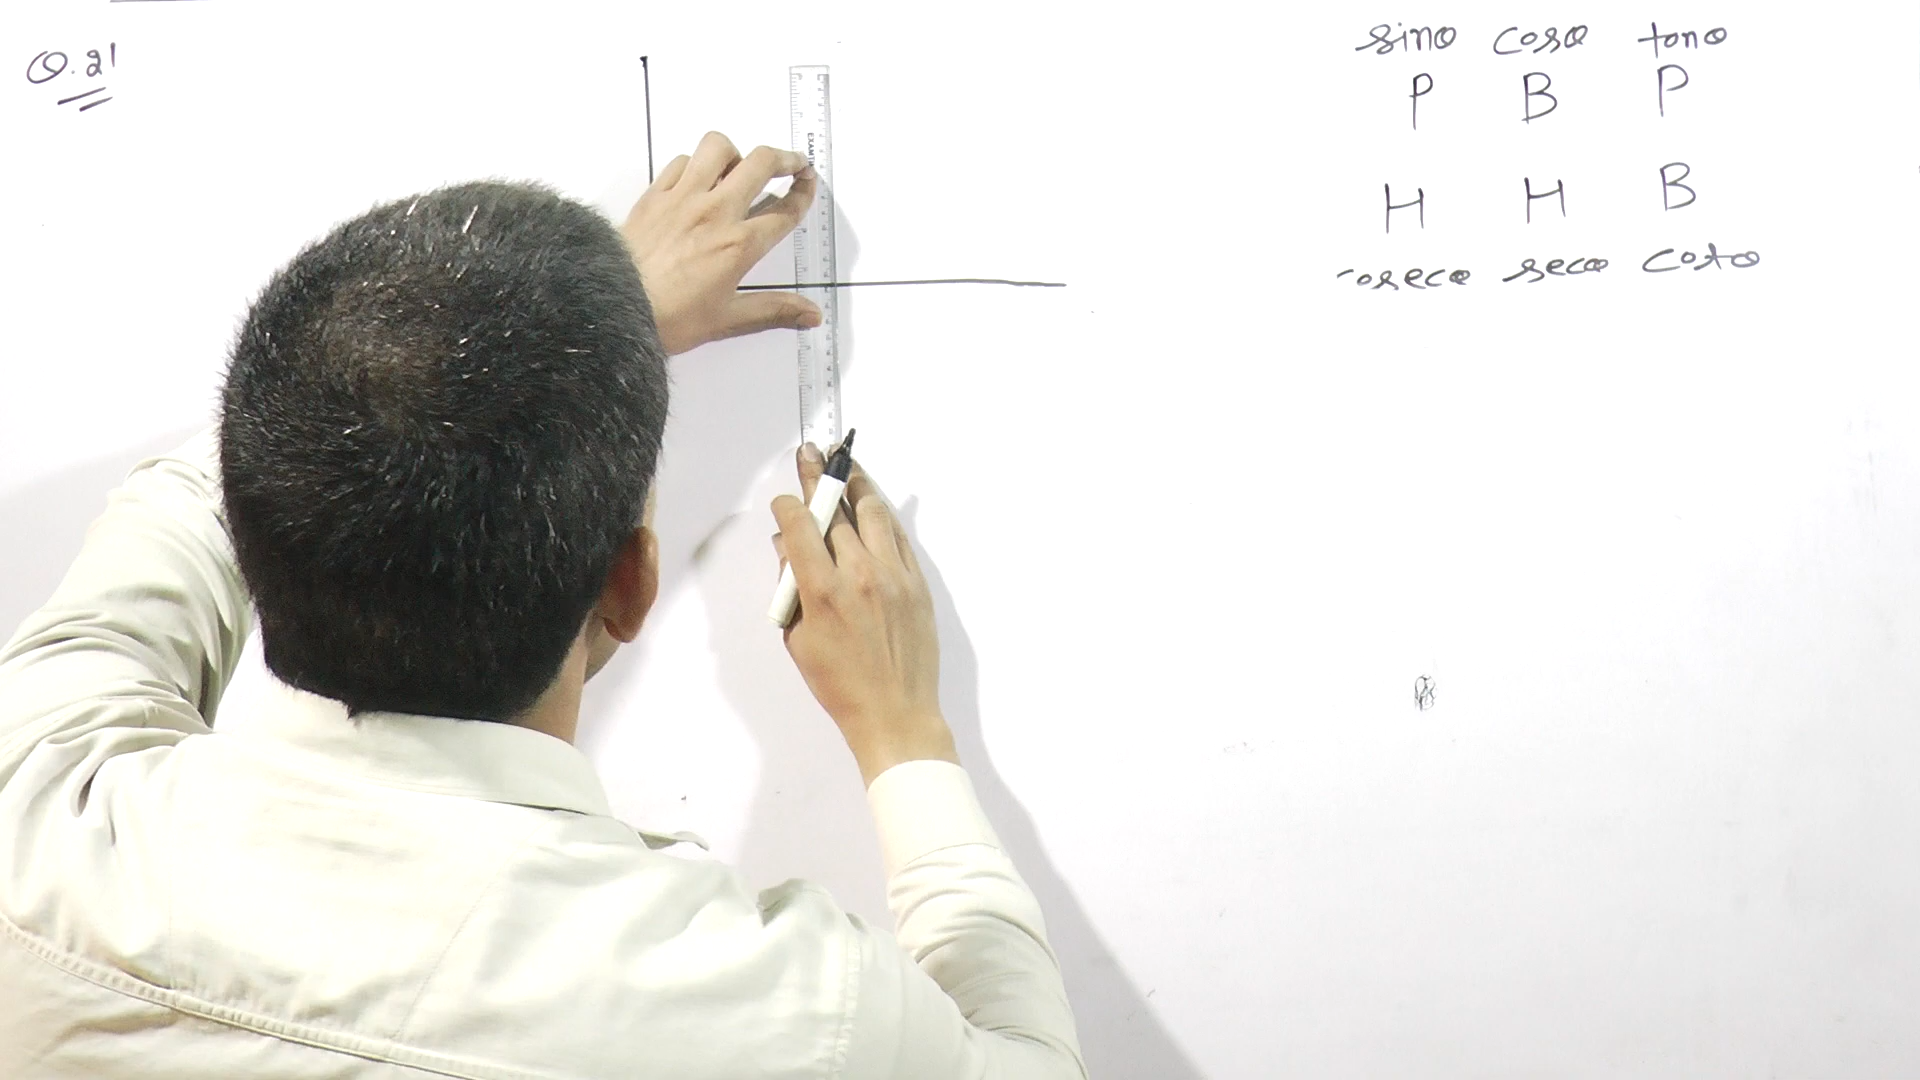 Q. 21
sinθ cosθ tanθ
P B P
H H B
cosecθ secθ cotθ